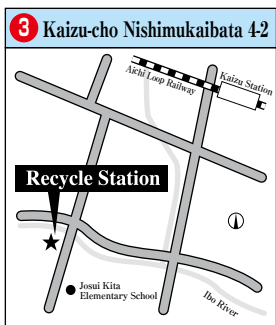 3 Kaizu-cho Nishimukaibata 4-2
Aichi Loop Railway
Kaizu Station
Recycle Station
Josui Kita
Elementary School
Ibo River